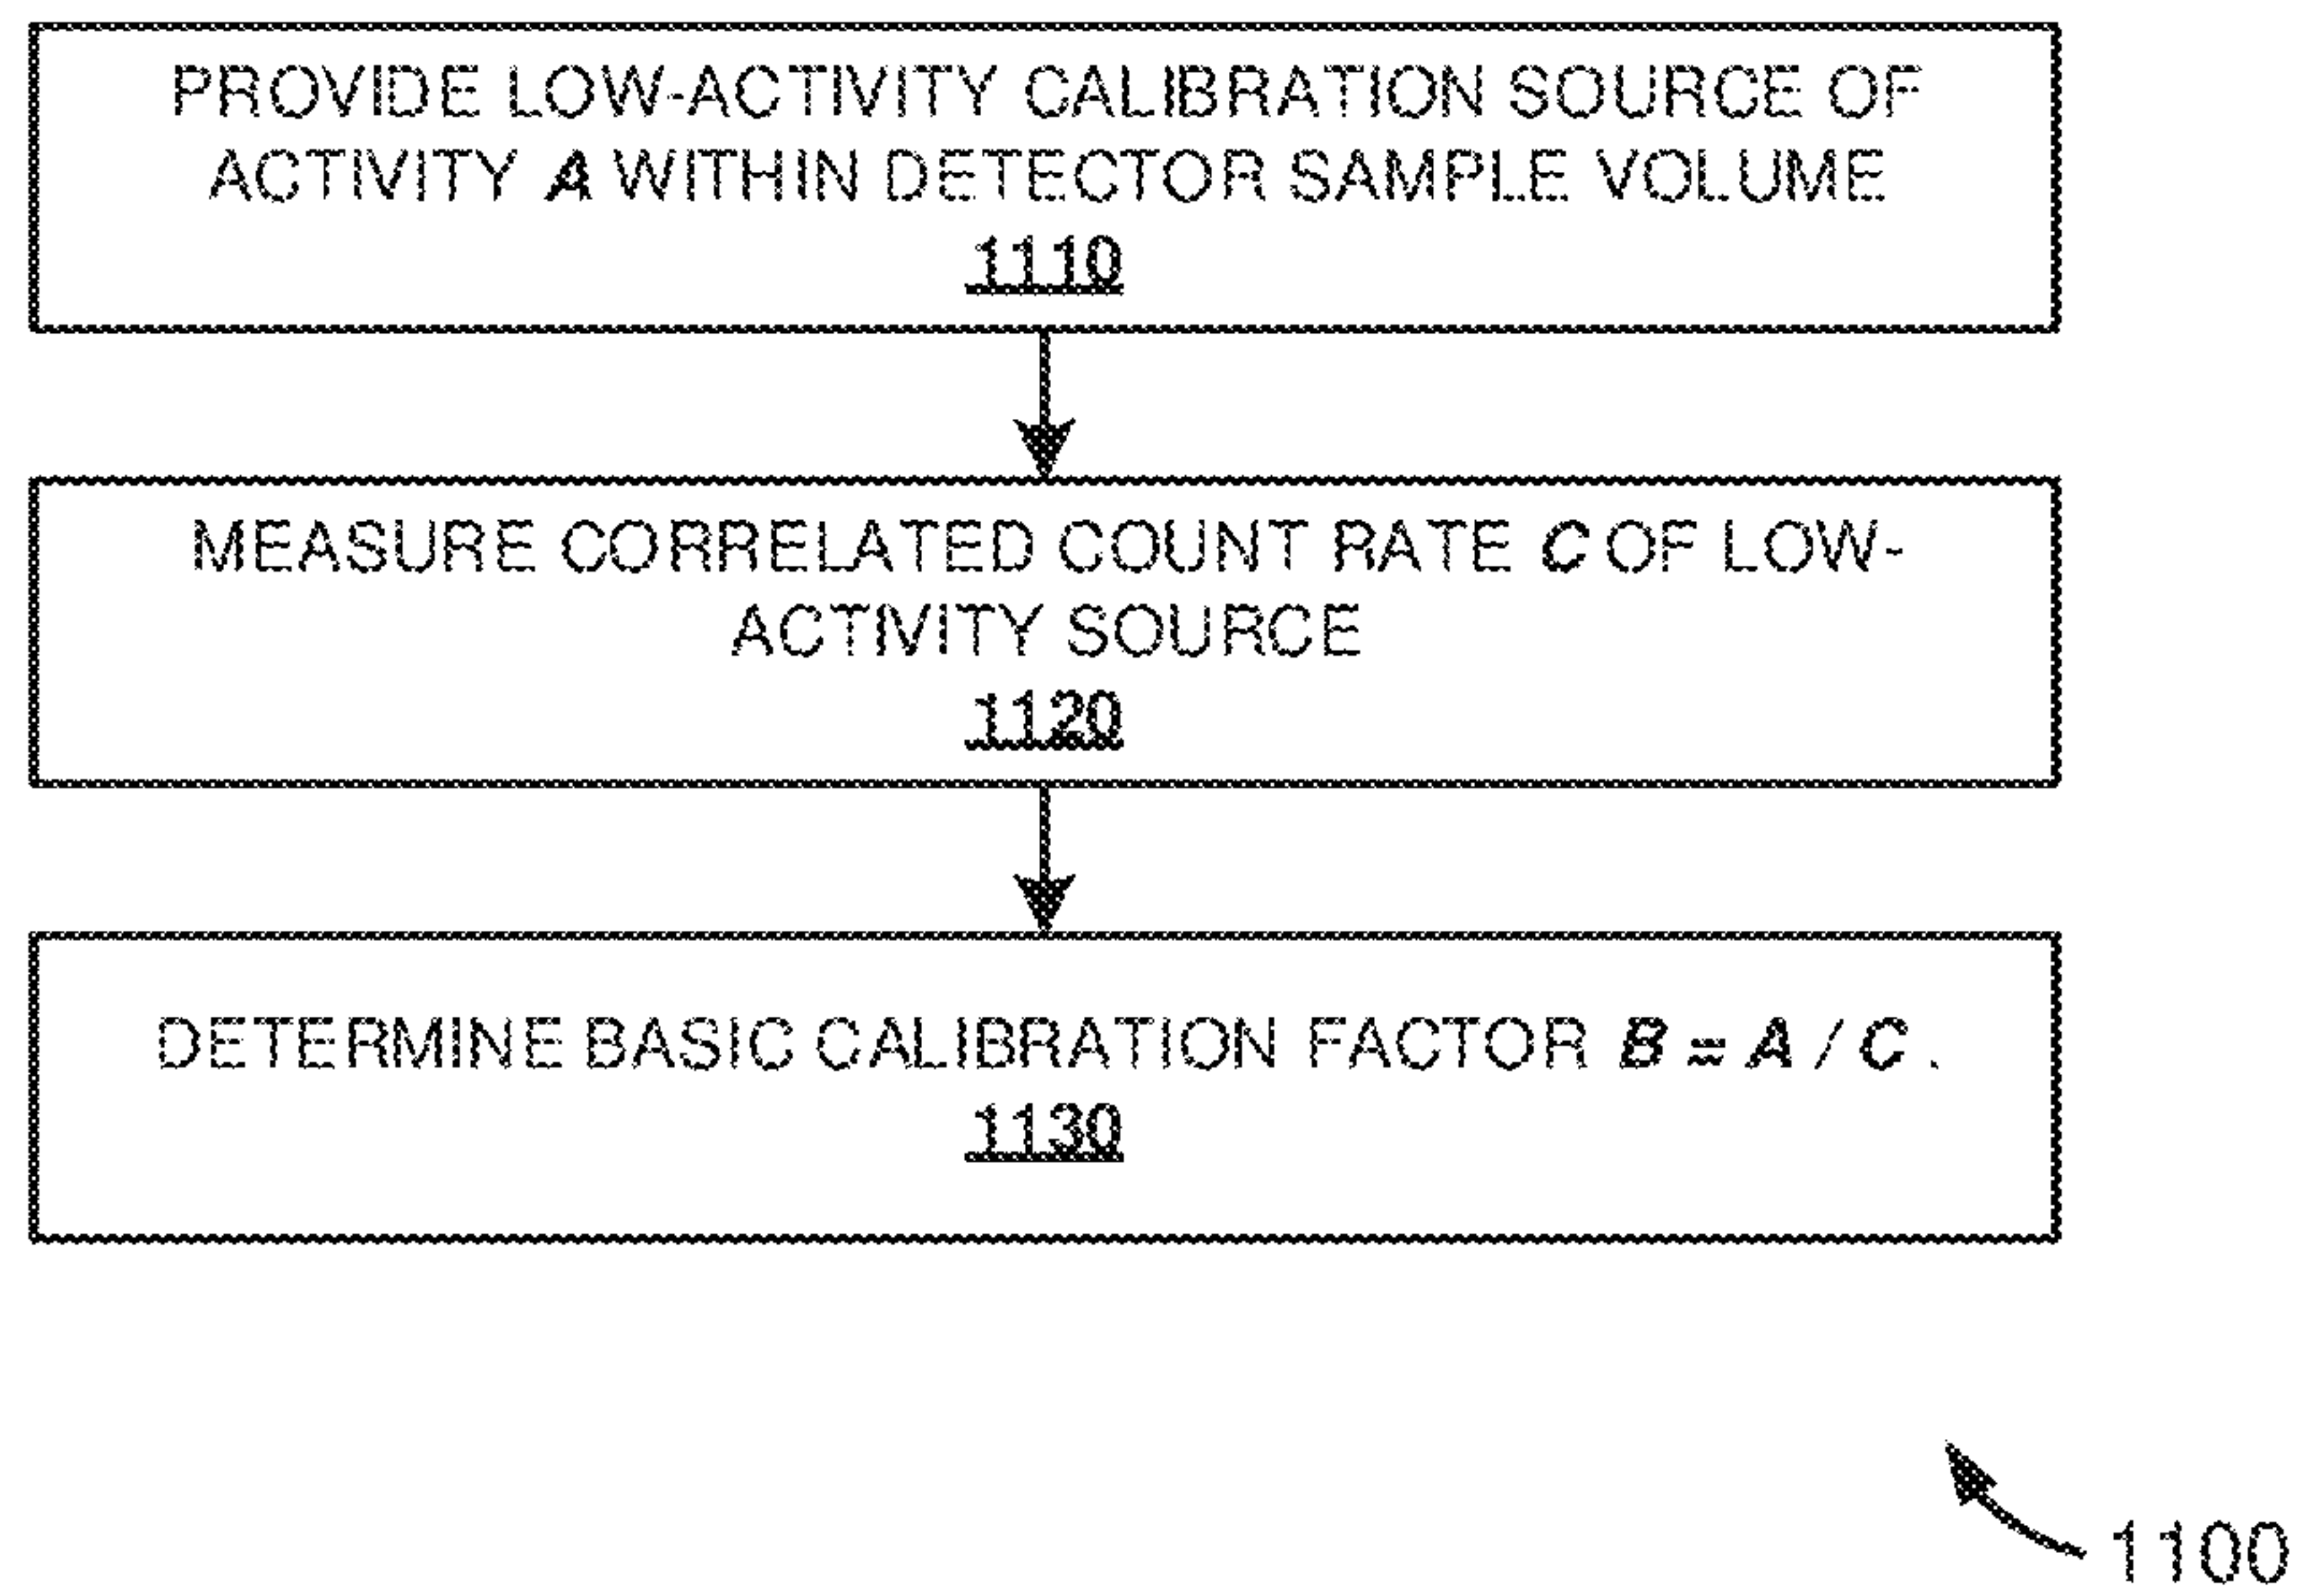 PROVIDE LOW-ACTIVITY CALIBRATION SOURCE OF
ACTIVITY A WITHIN DETECTOR SAMPLE VOLUME
1110
MEASURE CORRELATED COUNT RATE C OF LOW-
ACTIVITY SOURCE
1120
DETERMINE BASIC CALIBRATION FACTOR B = A / C .
1130
1100